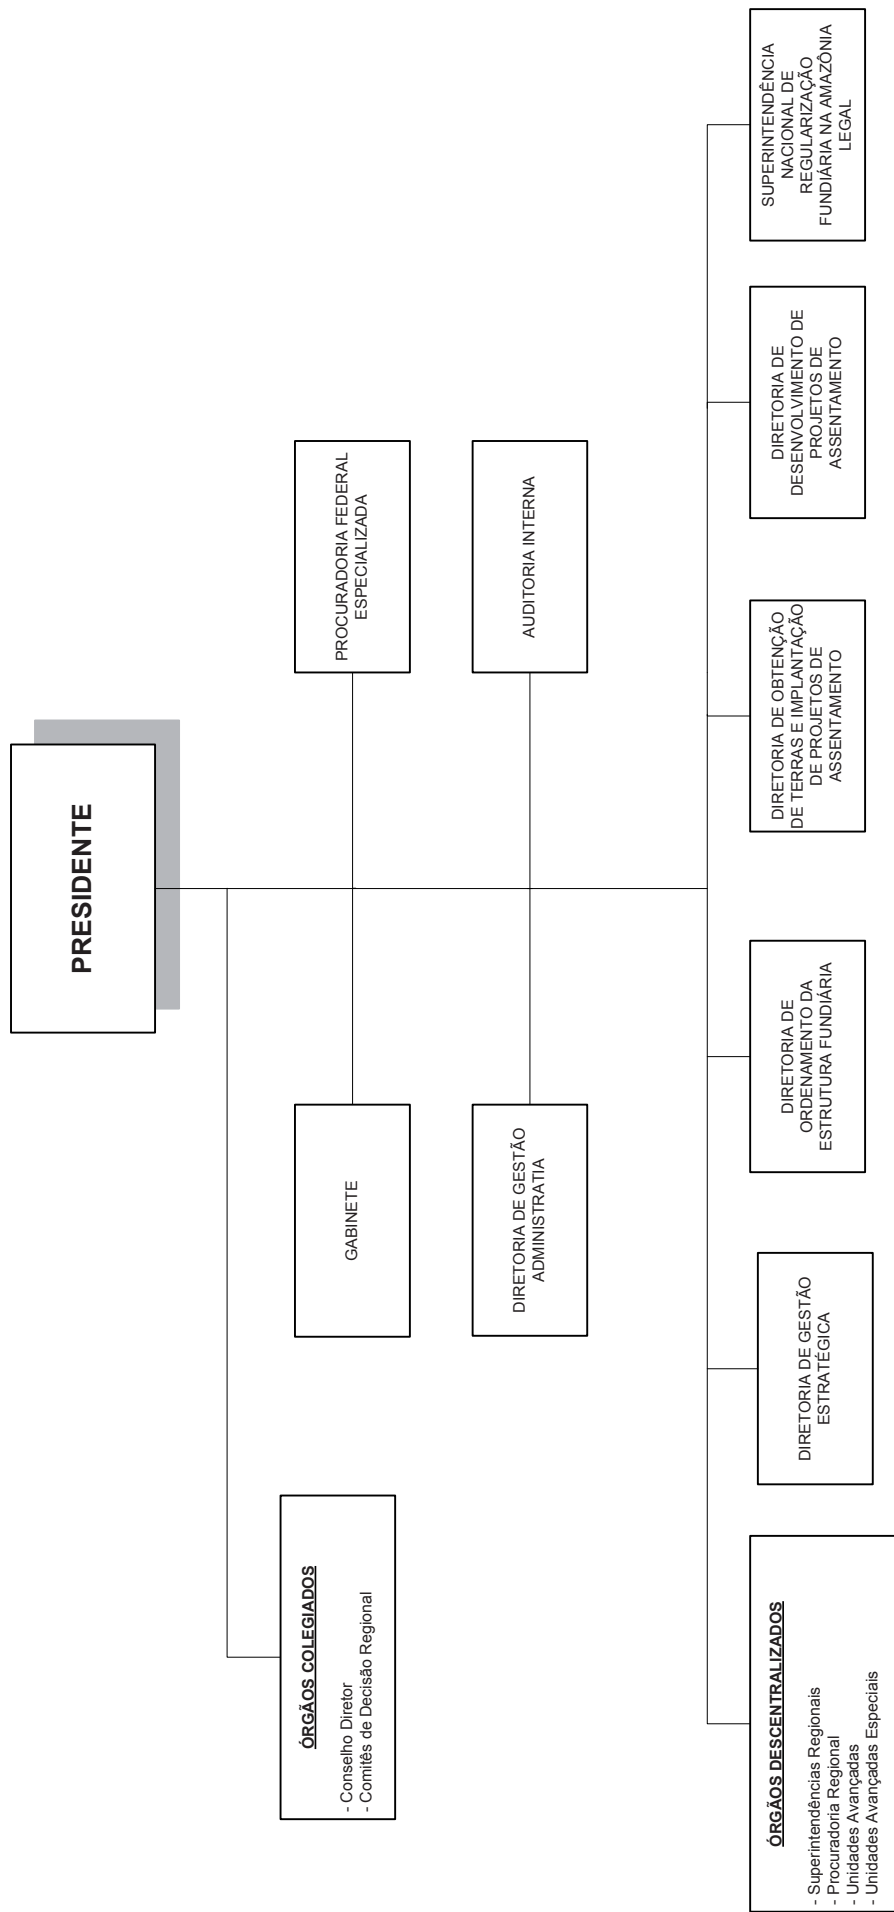 PRESIDENTE
ÓRGÃOS COLEGIADOS
- Conselho Diretor
- Comitês de Decisão Regional
GABINETE
PROCURADORIA FEDERAL
ESPECIALIZADA
DIRETORIA DE GESTÃO
ADMINISTRATIA
AUDITORIA INTERNA
ÓRGÃOS DESCENTRALIZADOS
- Superintendências Regionais
- Procuradoria Regional
- Unidades Avançadas
- Unidades Avançadas Especiais
DIRETORIA DE GESTÃO
ESTRATÉGICA
DIRETORIA DE
ORDENAMENTO DA
ESTRUTURA FUNDIÁRIA
DIRETORIA DE OBTENÇÃO
DE TERRAS E IMPLANTAÇÃO
DE PROJETOS DE
ASSENTAMENTO
DIRETORIA DE
DESENVOLVIMENTO DE
PROJETOS DE
ASSENTAMENTO
SUPERINTENDÊNCIA
NACIONAL DE
REGULARIZAÇÃO
FUNDIÁRIA NA AMAZÔNIA
LEGAL